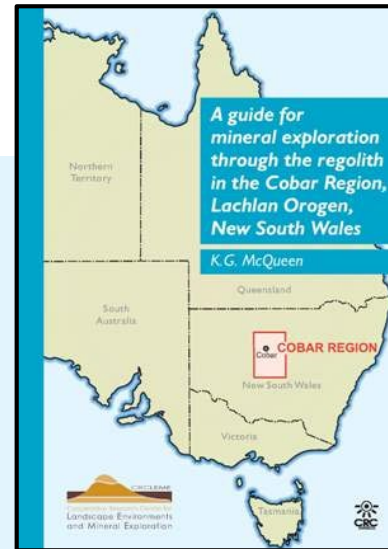 A guide for
mineral exploration
through the regolith
in the Cobar Region,
Lachlan Orogen,
New South Wales
K.G. McQueen
Northern
Territory
Queensland
South
Australia
COBAR REGION
Cobar
New South Wales
Victoria
Tasmania
CRCLEME
Cooperative Research Centre for
Landscape Environments
and Mineral Exploration
CRC